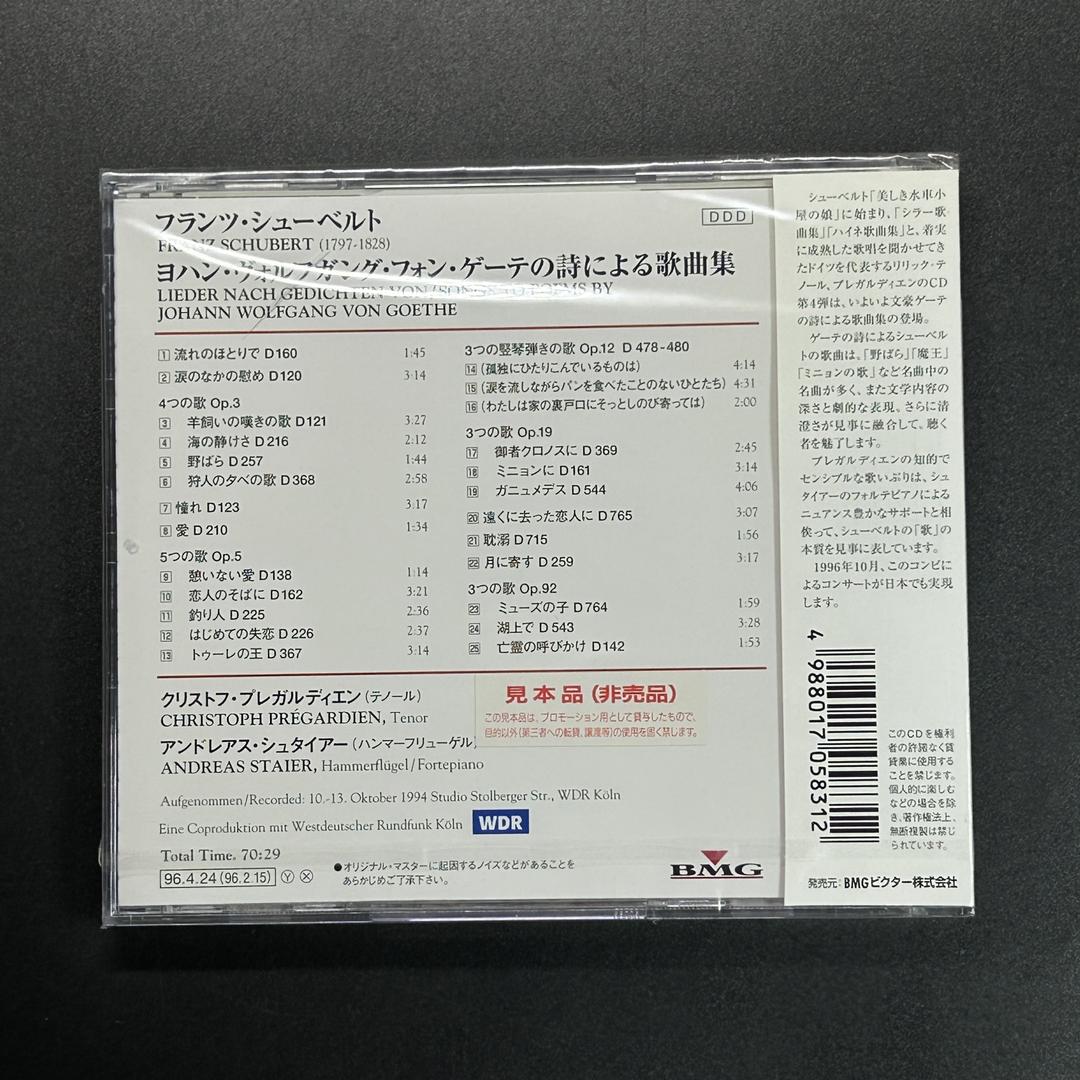 フランツ・シューベルト
DDD
FRANZ SCHUBERT (1797-1828)
ヨハン・ヴォルフガング・フォン・ゲーテの詩による歌曲集
LIEDER NACH GEDICHTEN VON/SONGS TO POEMS BY
JOHANN WOLFGANG VON GOETHE
1 流れのほとりで D160 1:45
2 涙のなかの慰め D120 3:14
4つの歌 Op.3
3 羊飼いの嘆きの歌 D121 3:27
4 海の静けさ D216 2:12
5 野ばら D257 1:44
6 狩人の夕べの歌 D368 2:58
7 憧れ D123 3:17
8 愛 D210 1:34
5つの歌 Op.5
9 憩いない愛 D138 1:14
10 恋人のそばに D162 3:21
11 釣り人 D225 2:36
12 はじめての失恋 D226 2:37
13 トゥーレの王 D367 3:14
3つの竪琴弾きの歌 Op.12 D478-480
14 (孤独にひたりこんでいるものは) 4:14
15 (涙を流しながらパンを食べたことのないひとたち) 4:31
16 (わたしは家の裏戸口にそっとしのび寄っては) 2:00
3つの歌 Op.19
17 御者クロノスに D369 2:45
18 ミニョンに D161 3:14
19 ガニュメデス D544 4:06
20 遠くに去った恋人に D765 3:07
21 耽溺 D715 1:56
22 月に寄す D259 3:17
3つの歌 Op.92
23 ミューズの子 D764 1:59
24 湖上で D543 3:28
25 亡霊の呼びかけ D142 1:53
クリストフ・プレガルディエン (テノール)
CHRISTOPH PRÉGARDIEN, Tenor
アンドレアス・シュタイアー (ハンマーフリューゲル)
ANDREAS STAIER, Hammerflügel/Fortepiano
見本品(非売品)
この見本品は、プロモーション用として貸与したもので、
目的以外(第三者への転貸、譲渡等)の使用を固く禁じます。
Aufgenommen/Recorded: 10.-13. Oktober 1994 Studio Stolberger Str., WDR Köln
Eine Coproduktion mit Westdeutscher Rundfunk Köln WDR
Total Time. 70:29
96.4.24 (96.2.15) Ⓨ Ⓧ
●オリジナル・マスターに起因するノイズなどがあることを
あらかじめご了承下さい。
BMG
シューベルト「美しき水車小
屋の娘」に始まり、「シラー歌
曲集」「ハイネ歌曲集」と、着実
に成熟した歌唱を聞かせてき
たドイツを代表するリリック・テ
ノール、プレガルディエンのCD
第4弾は、いよいよ文豪ゲーテ
の詩による歌曲集の登場。
ゲーテの詩によるシューベル
トの歌曲は、「野ばら」「魔王」
「ミニョンの歌」など名曲中の
名曲が多く、また文学内容の
深さと劇的な表現。さらに清
澄さが見事に融合して、聴く
者を魅了します。
プレガルディエンの知的で
センシブルな歌いぶりは、シュ
タイアーのフォルテピアノによる
ニュアンス豊かなサポートと相
俟って、シューベルトの「歌」の
本質を見事に表しています。
1996年10月、このコンビに
よるコンサートが日本でも実現
します。
4 988017 058312
このCDを権利
者の許諾なく賃
貸業に使用する
ことを禁じます。
個人的に楽しむ
などの場合を除
き、著作権法上、
無断複製は禁じ
られています。
発売元:BMGビクター株式会社